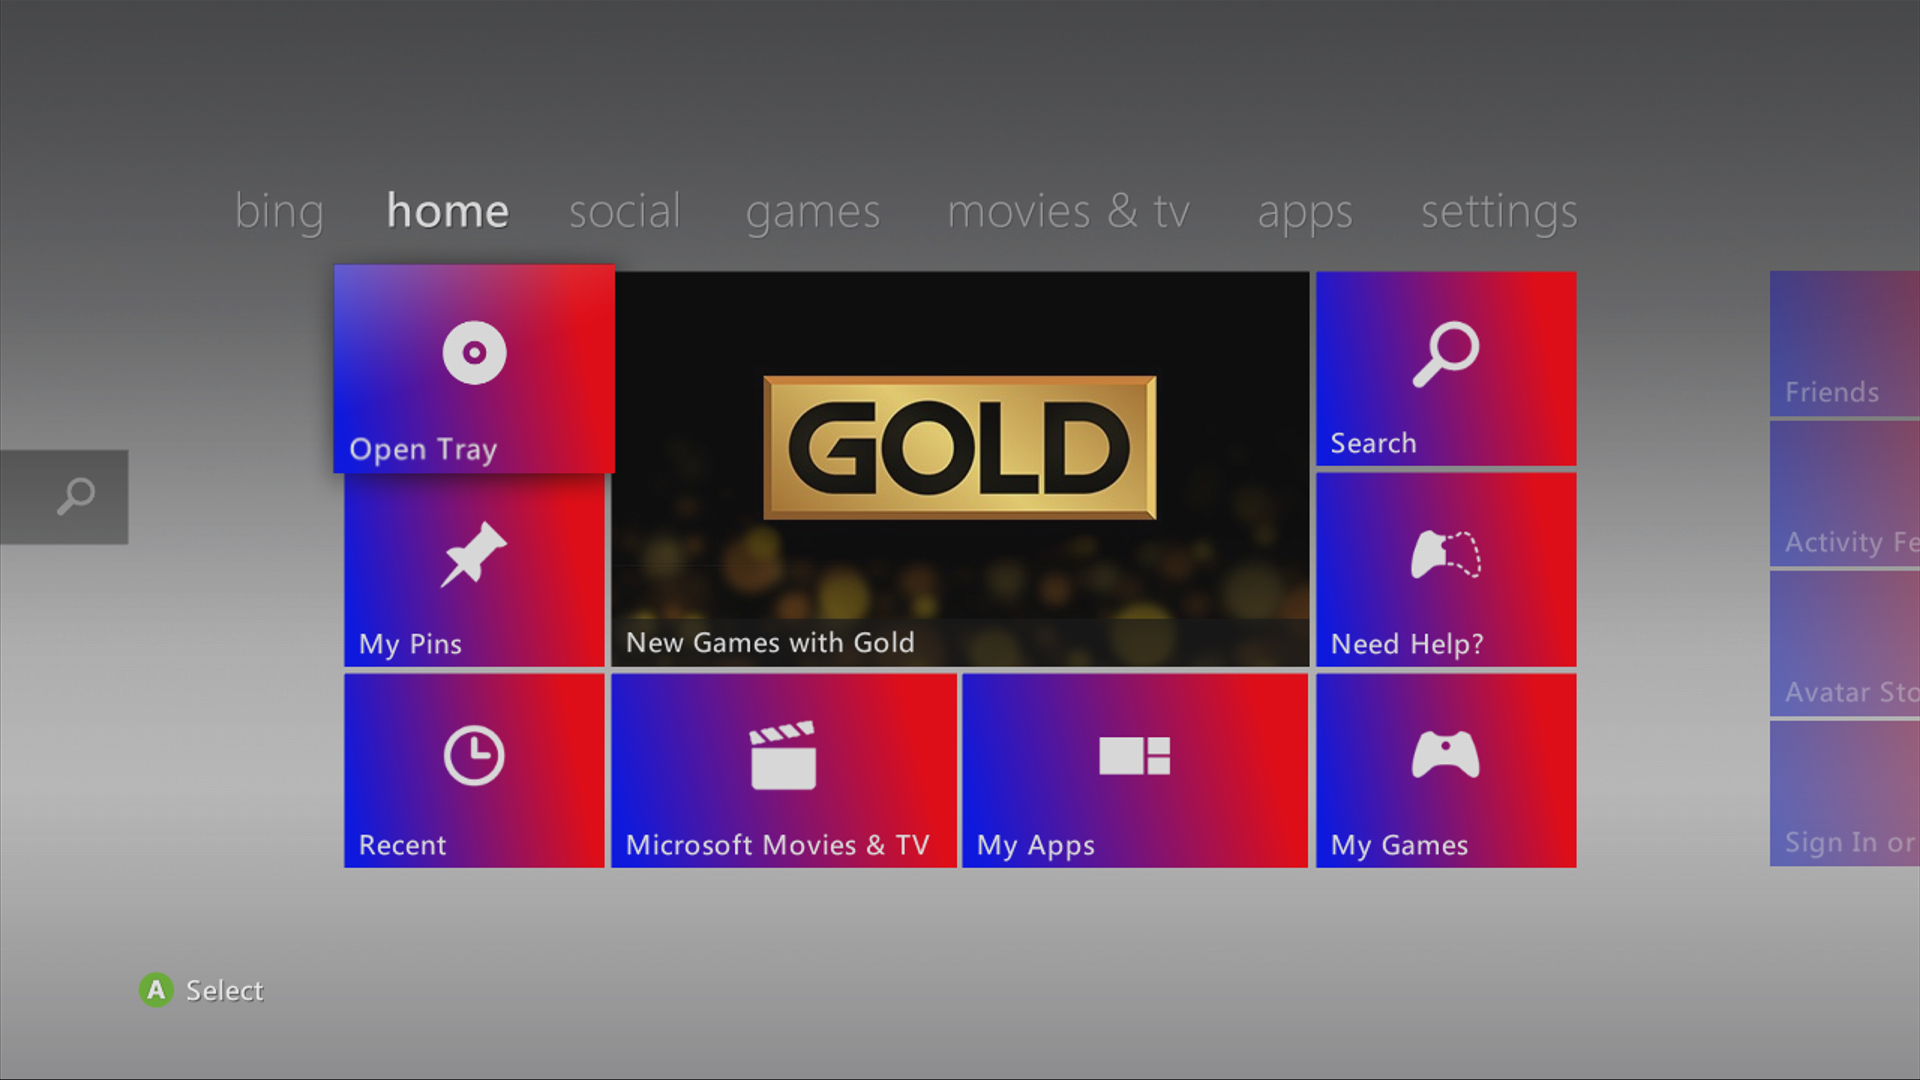 bing home social games movies & tv apps settings
Open Tray
GOLD
Search
Friends
My Pins
New Games with Gold
Need Help?
Activity Fe
Avatar Sto
Recent
Microsoft Movies & TV
My Apps
My Games
Sign In or
A Select